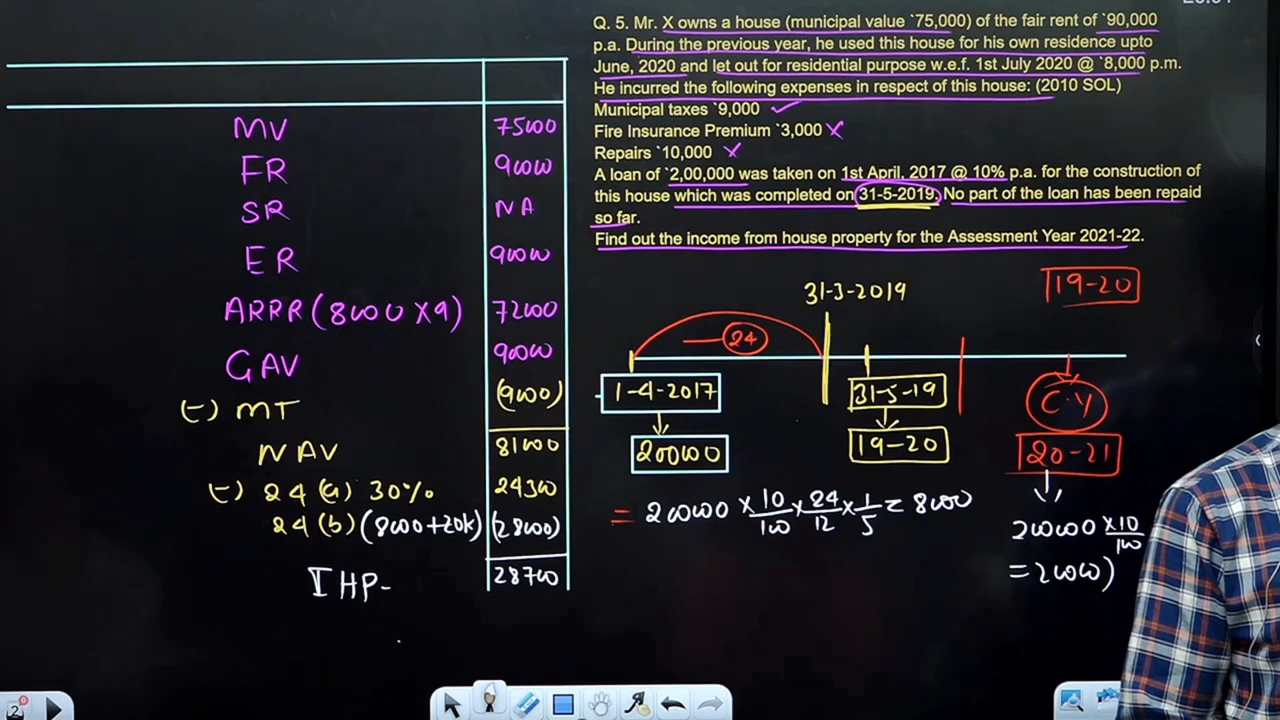 Q. 5. Mr. X owns a house (municipal value `75,000) of the fair rent of `90,000
p.a. During the previous year, he used this house for his own residence upto
June, 2020 and let out for residential purpose w.e.f. 1st July 2020 @ `8,000 p.m.
He incurred the following expenses in respect of this house: (2010 SOL)
Municipal taxes `9,000
Fire Insurance Premium `3,000 X
Repairs `10,000 X
A loan of `2,00,000 was taken on 1st April, 2017 @ 10% p.a. for the construction of
this house which was completed on 31-5-2019. No part of the loan has been repaid
so far.
Find out the income from house property for the Assessment Year 2021-22.
MV 75000
FR 90000
SR NA
ER 90000
ARRR (8000 X 9) 72000
GAV 90000
(-) MT (9000)
NAV 81000
(-) 24 (a) 30% 24300
24 (b) (8000+20k) (28000)
IHP- 28700
31-3-2019
19-20
24
1-4-2017
31-5-19
C.Y
200000
19-20
20-21
= 200000 × 10/100 × 24/12 × 1/5 = 8000
200000 × 10/100
= 20000)
2